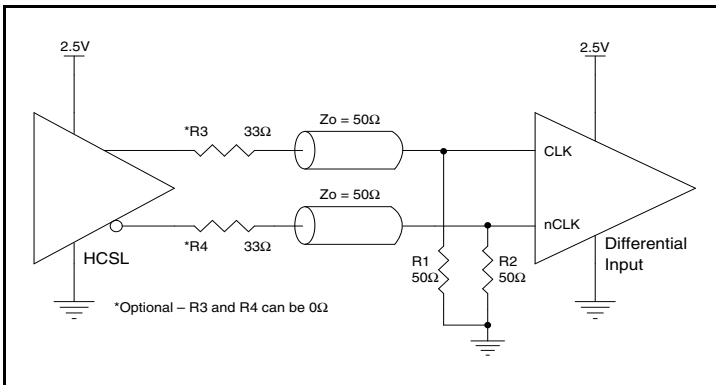 2.5V
2.5V
*R3
33Ω
Zo = 50Ω
CLK
Zo = 50Ω
nCLK
*R4
33Ω
HCSL
R1
50Ω
R2
50Ω
Differential
Input
*Optional – R3 and R4 can be 0Ω